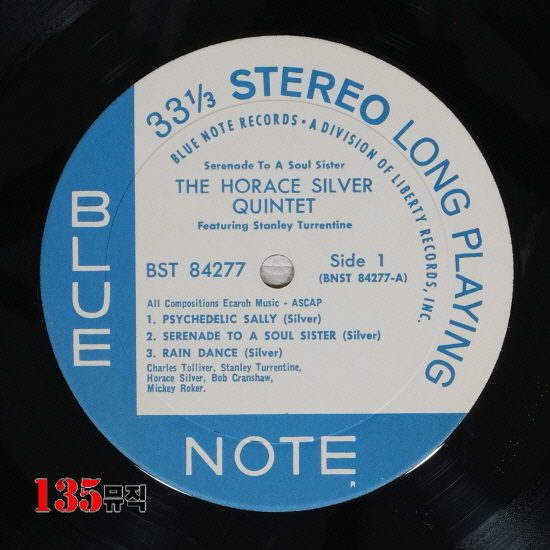 33⅓ STEREO LONG PLAYING
BLUE NOTE RECORDS • A DIVISION OF LIBERTY RECORDS, INC.
Serenade To A Soul Sister
THE HORACE SILVER
QUINTET
Featuring Stanley Turrentine
BST 84277
Side 1
(BNST 84277-A)
All Compositions Ecaroh Music - ASCAP
1. PSYCHEDELIC SALLY (Silver)
2. SERENADE TO A SOUL SISTER (Silver)
3. RAIN DANCE (Silver)
Charles Tolliver, Stanley Turrentine,
Horace Silver, Bob Cranshaw,
Mickey Roker.
BLUE
NOTE
R
135뮤직